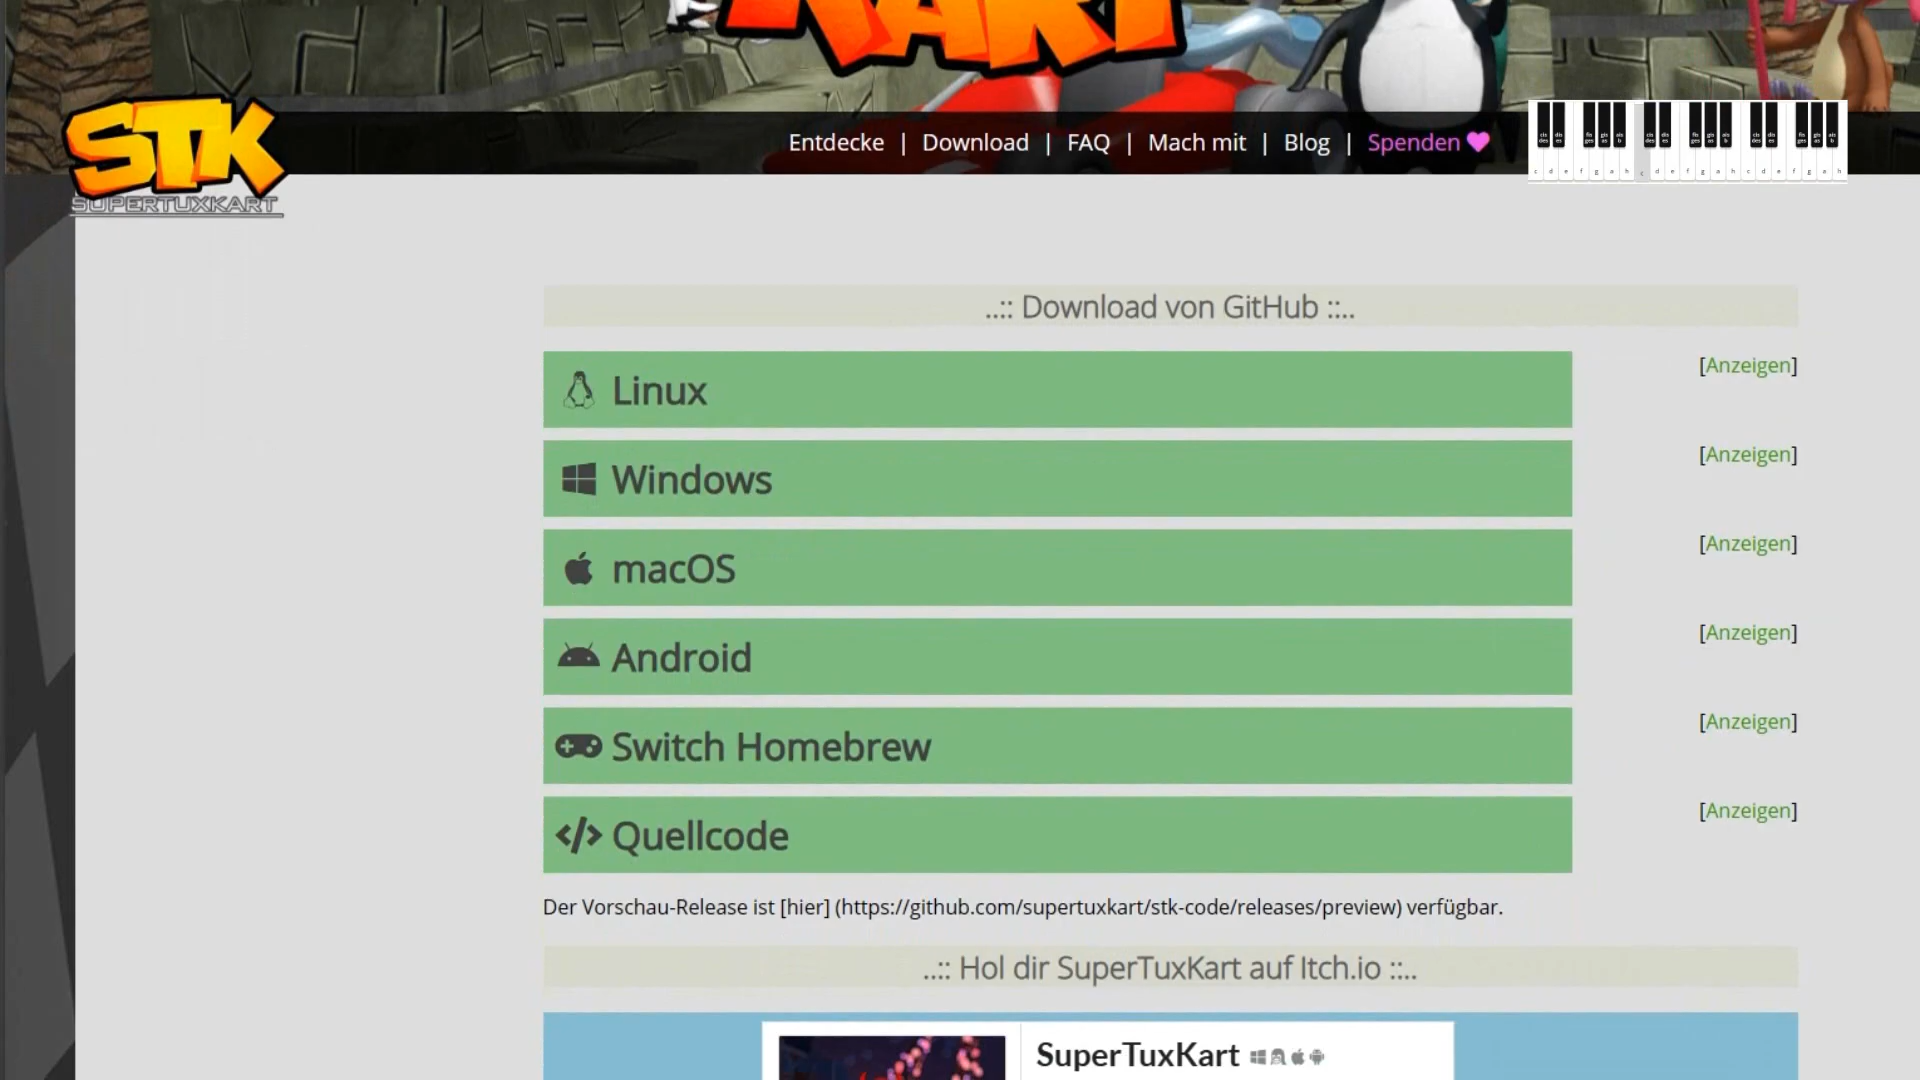 KART
STK
SUPERTUXKART
Entdecke | Download | FAQ | Mach mit | Blog | Spenden
..:: Download von GitHub ::..
Linux [Anzeigen]
Windows [Anzeigen]
macOS [Anzeigen]
Android [Anzeigen]
Switch Homebrew [Anzeigen]
</> Quellcode [Anzeigen]
Der Vorschau-Release ist [hier] (https://github.com/supertuxkart/stk-code/releases/preview) verfügbar.
..:: Hol dir SuperTuxKart auf Itch.io ::..
SuperTuxKart